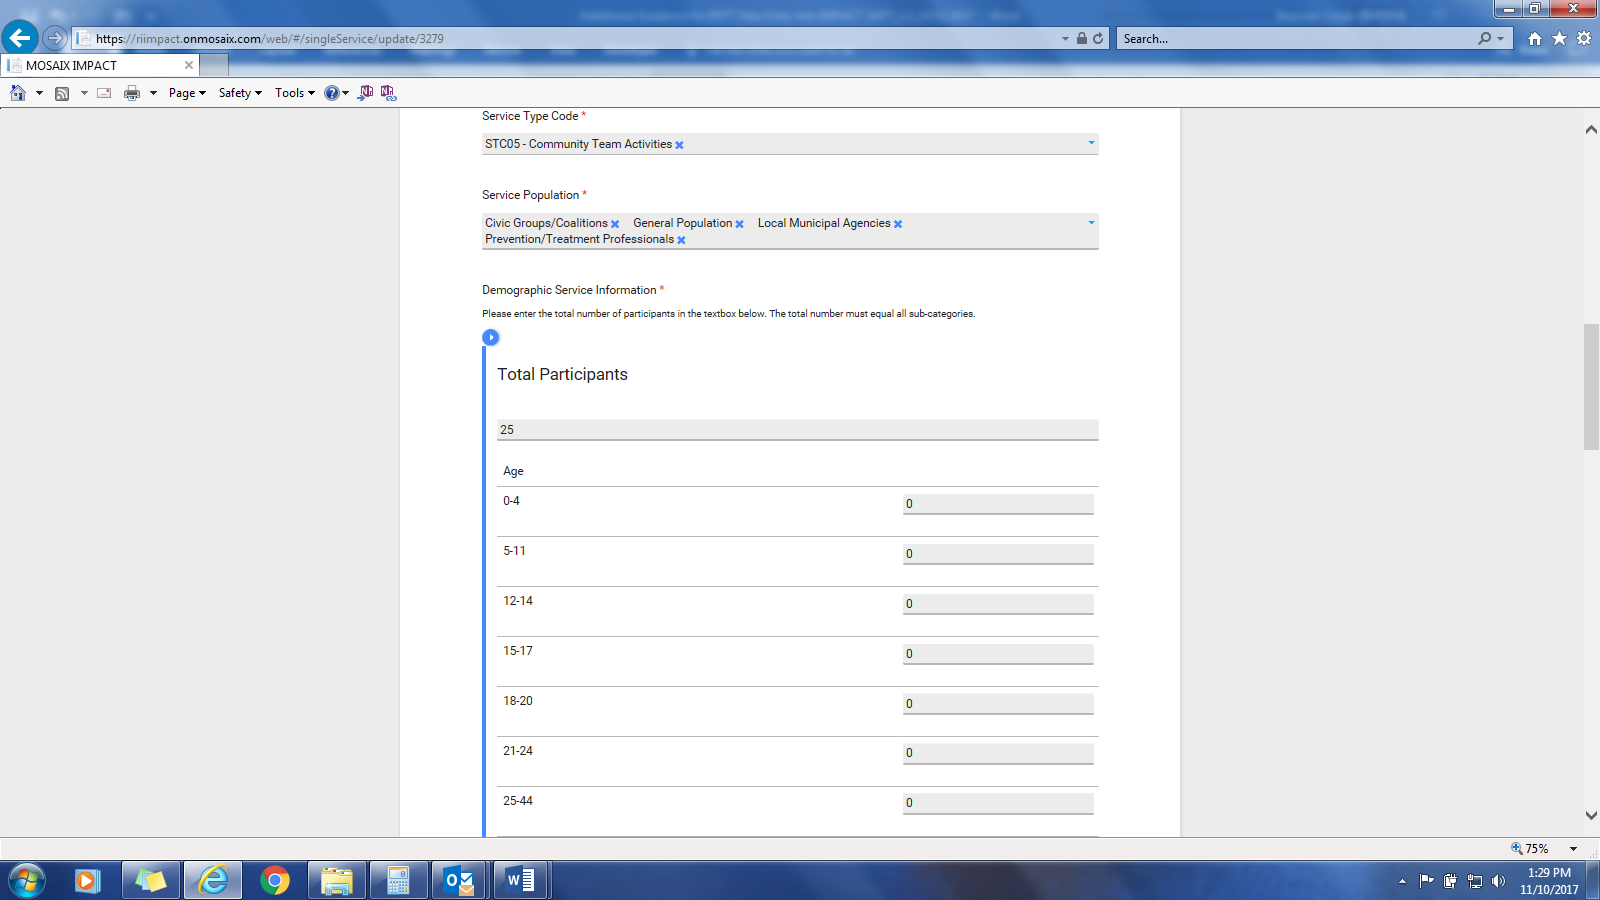 https://riimpact.onmosaix.com/web/#/singleService/update/3279
Search...
MOSAIX IMPACT
Page Safety Tools
Service Type Code *
STC05 - Community Team Activities
Service Population *
Civic Groups/Coalitions General Population Local Municipal Agencies
Prevention/Treatment Professionals
Demographic Service Information *
Please enter the total number of participants in the textbox below. The total number must equal all sub-categories.
Total Participants
25
Age
0-4 0
5-11 0
12-14 0
15-17 0
18-20 0
21-24 0
25-44 0
75%
1:29 PM
11/10/2017